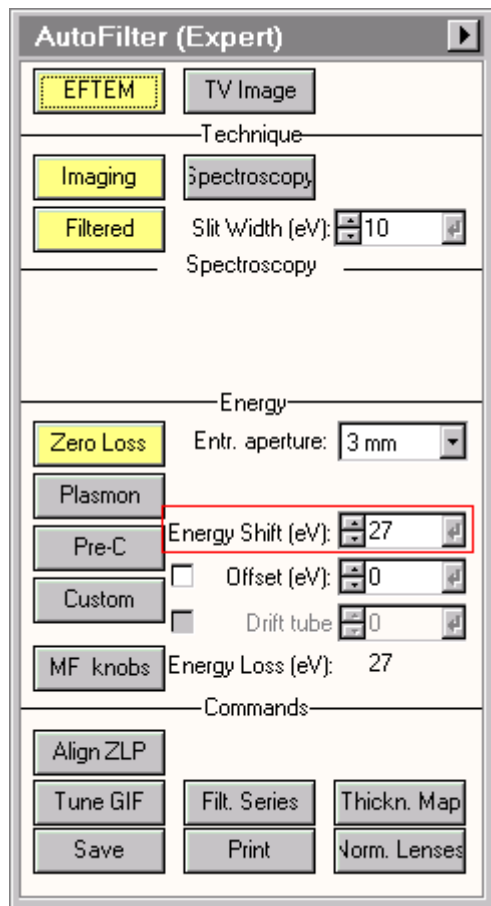 AutoFilter (Expert)
EFTEM TV Image
Technique
Imaging Spectroscopy
Filtered Slit Width (eV): 10
Spectroscopy
Energy
Zero Loss Entr. aperture: 3 mm
Plasmon
Energy Shift (eV): 27
Pre-C
Offset (eV): 0
Custom
Drift tube 0
MF knobs Energy Loss (eV): 27
Commands
Align ZLP
Tune GIF Filt. Series Thickn. Map
Save Print Norm. Lenses